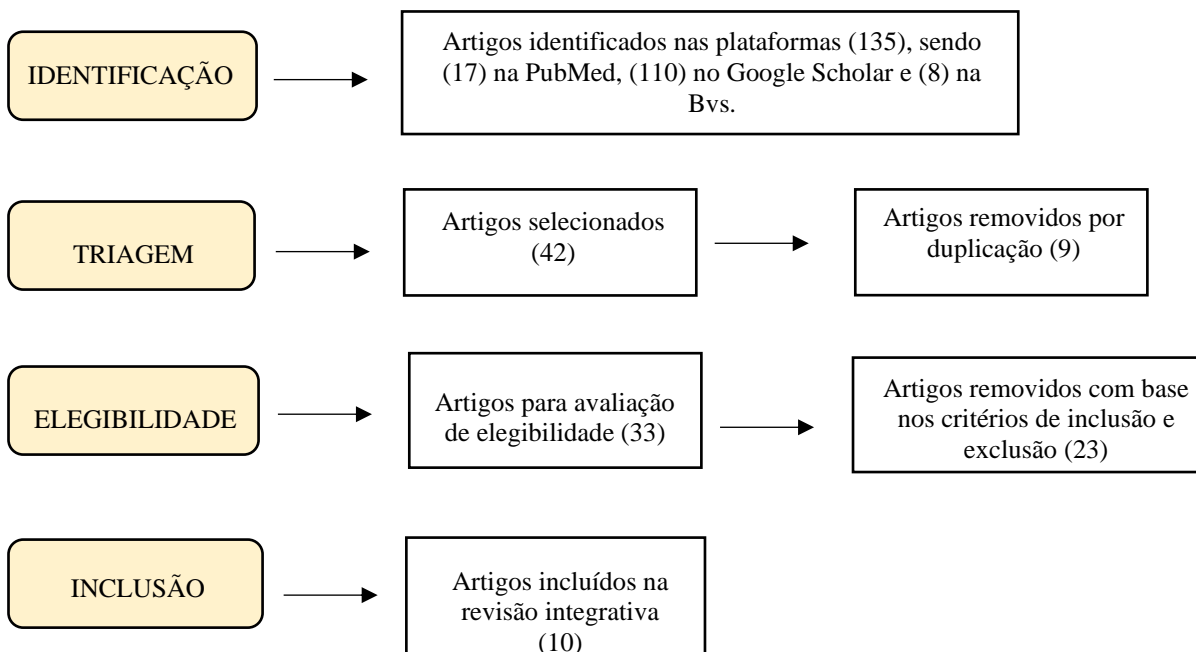 IDENTIFICAÇÃO
Artigos identificados nas plataformas (135), sendo
(17) na PubMed, (110) no Google Scholar e (8) na
Bvs.
TRIAGEM
Artigos selecionados
(42)
Artigos removidos por
duplicação (9)
ELEGIBILIDADE
Artigos para avaliação
de elegibilidade (33)
Artigos removidos com base
nos critérios de inclusão e
exclusão (23)
INCLUSÃO
Artigos incluídos na
revisão integrativa
(10)